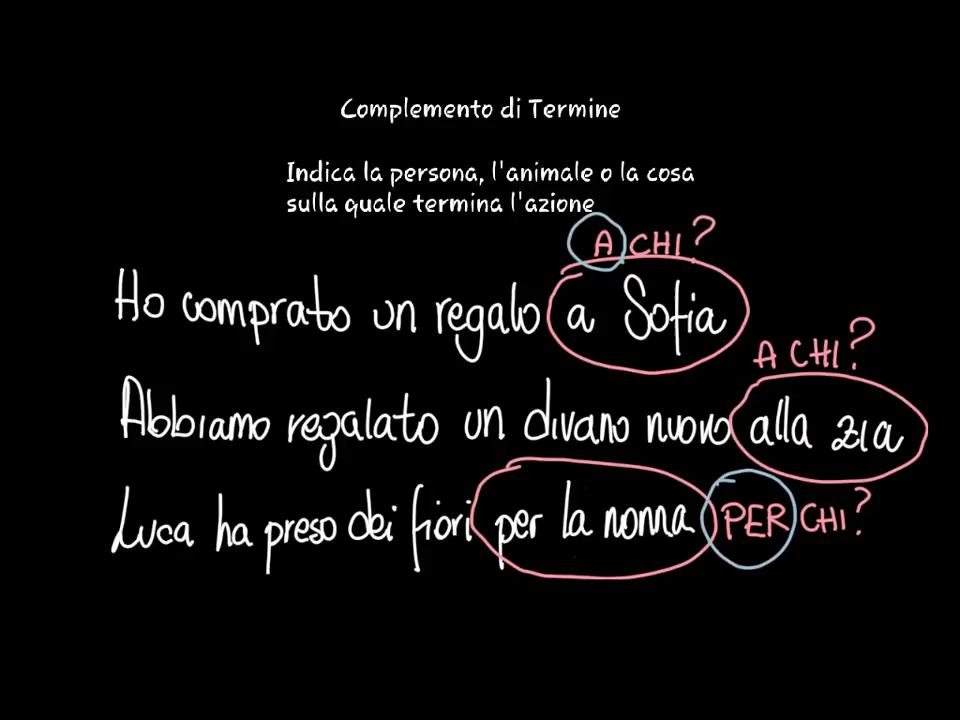 Complemento di Termine
Indica la persona, l'animale o la cosa
sulla quale termina l'azione
A CHI?
Ho comprato un regalo a Sofia
A CHI?
Abbiamo regalato un divano nuovo alla zia
Luca ha preso dei fiori per la nonna PER CHI?